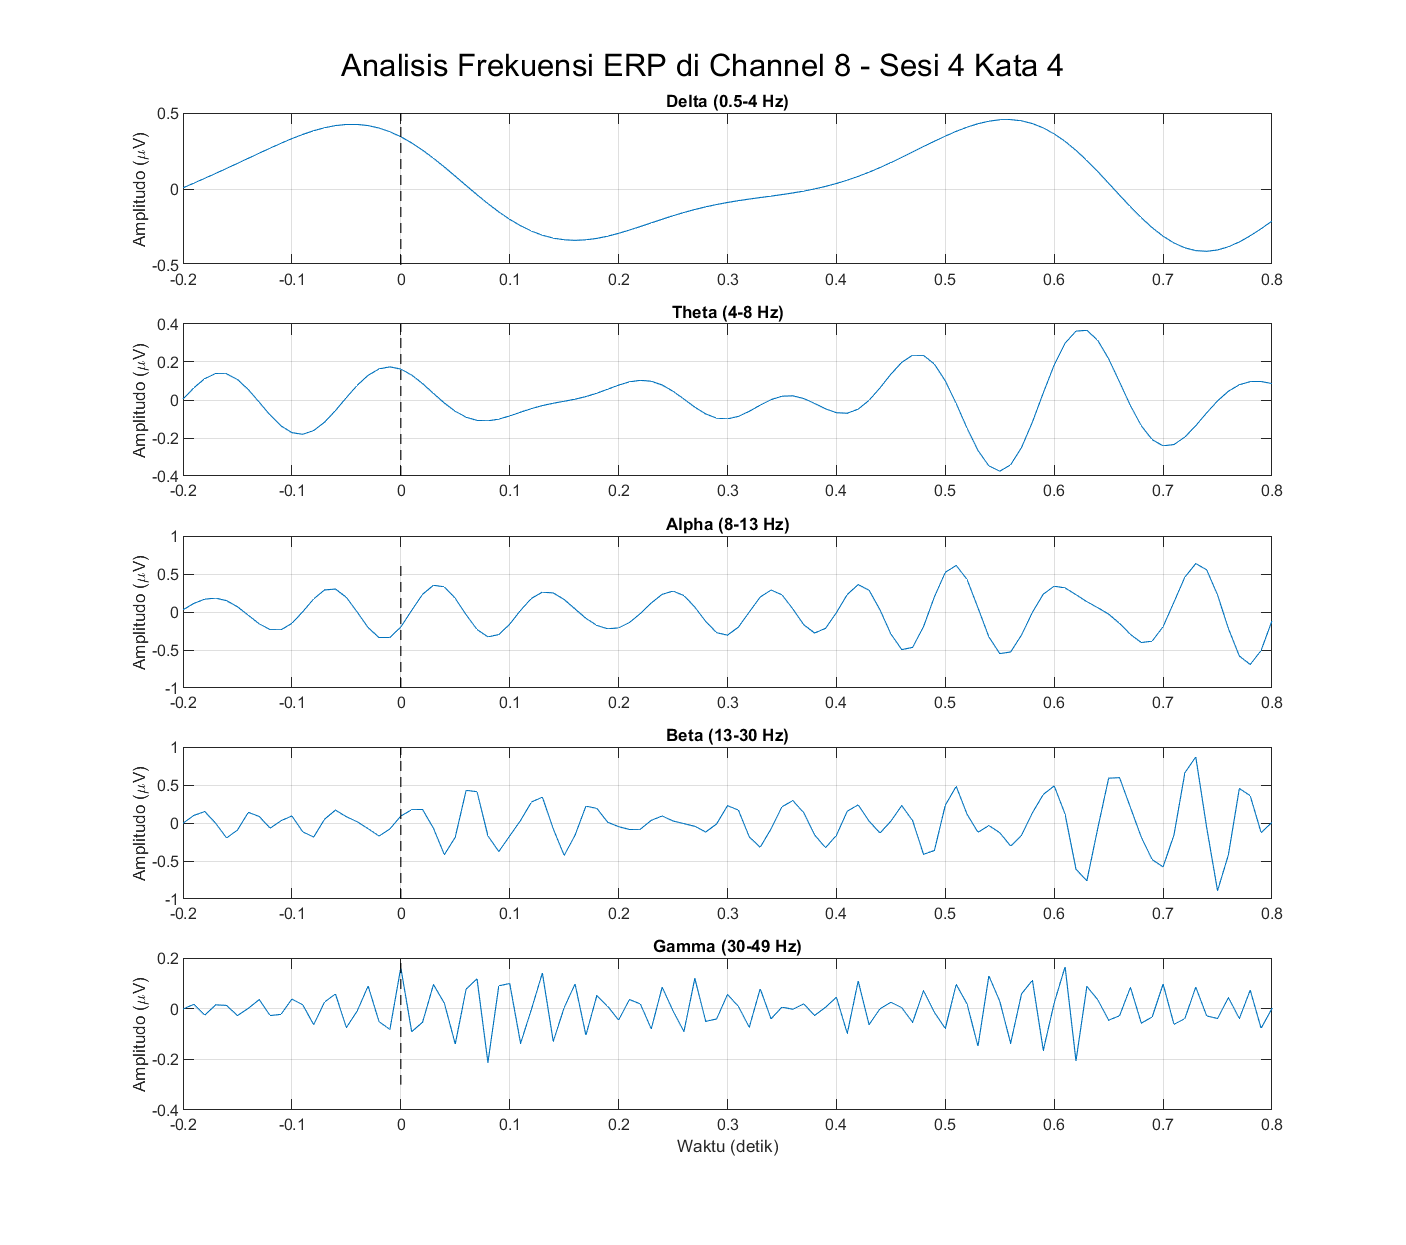 Analisis Frekuensi ERP di Channel 8 - Sesi 4 Kata 4
Delta (0.5-4 Hz)
Amplitudo (μV)
0.5
0
-0.5
-0.2 -0.1 0 0.1 0.2 0.3 0.4 0.5 0.6 0.7 0.8
Theta (4-8 Hz)
Amplitudo (μV)
0.4
0.2
0
-0.2
-0.4
-0.2 -0.1 0 0.1 0.2 0.3 0.4 0.5 0.6 0.7 0.8
Alpha (8-13 Hz)
Amplitudo (μV)
1
0.5
0
-0.5
-1
-0.2 -0.1 0 0.1 0.2 0.3 0.4 0.5 0.6 0.7 0.8
Beta (13-30 Hz)
Amplitudo (μV)
1
0.5
0
-0.5
-1
-0.2 -0.1 0 0.1 0.2 0.3 0.4 0.5 0.6 0.7 0.8
Gamma (30-49 Hz)
Amplitudo (μV)
0.2
0
-0.2
-0.4
-0.2 -0.1 0 0.1 0.2 0.3 0.4 0.5 0.6 0.7 0.8
Waktu (detik)